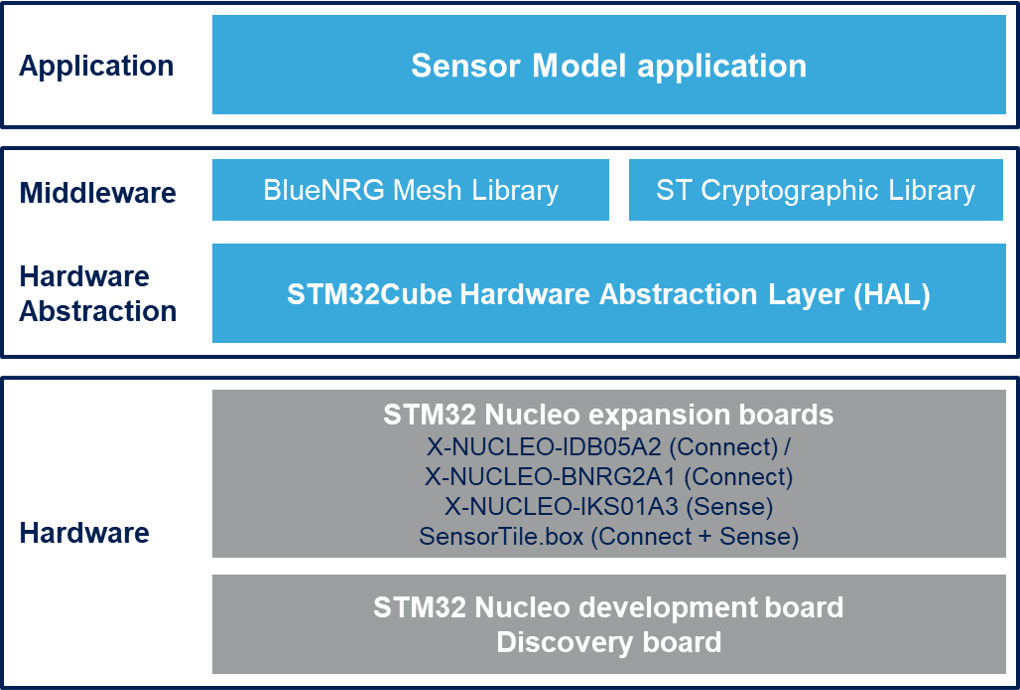 Application
Sensor Model application
Middleware
BlueNRG Mesh Library
ST Cryptographic Library
Hardware
Abstraction
STM32Cube Hardware Abstraction Layer (HAL)
Hardware
STM32 Nucleo expansion boards
X-NUCLEO-IDB05A2 (Connect) /
X-NUCLEO-BNRG2A1 (Connect)
X-NUCLEO-IKS01A3 (Sense)
SensorTile.box (Connect + Sense)
STM32 Nucleo development board
Discovery board